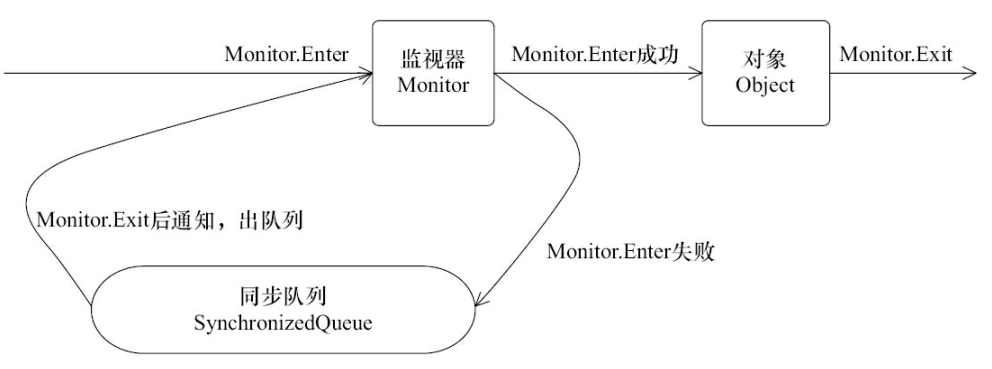 Monitor.Enter
监视器
Monitor
Monitor.Enter成功
对象
Object
Monitor.Exit
Monitor.Exit后通知，出队列
Monitor.Enter失败
同步队列
SynchronizedQueue